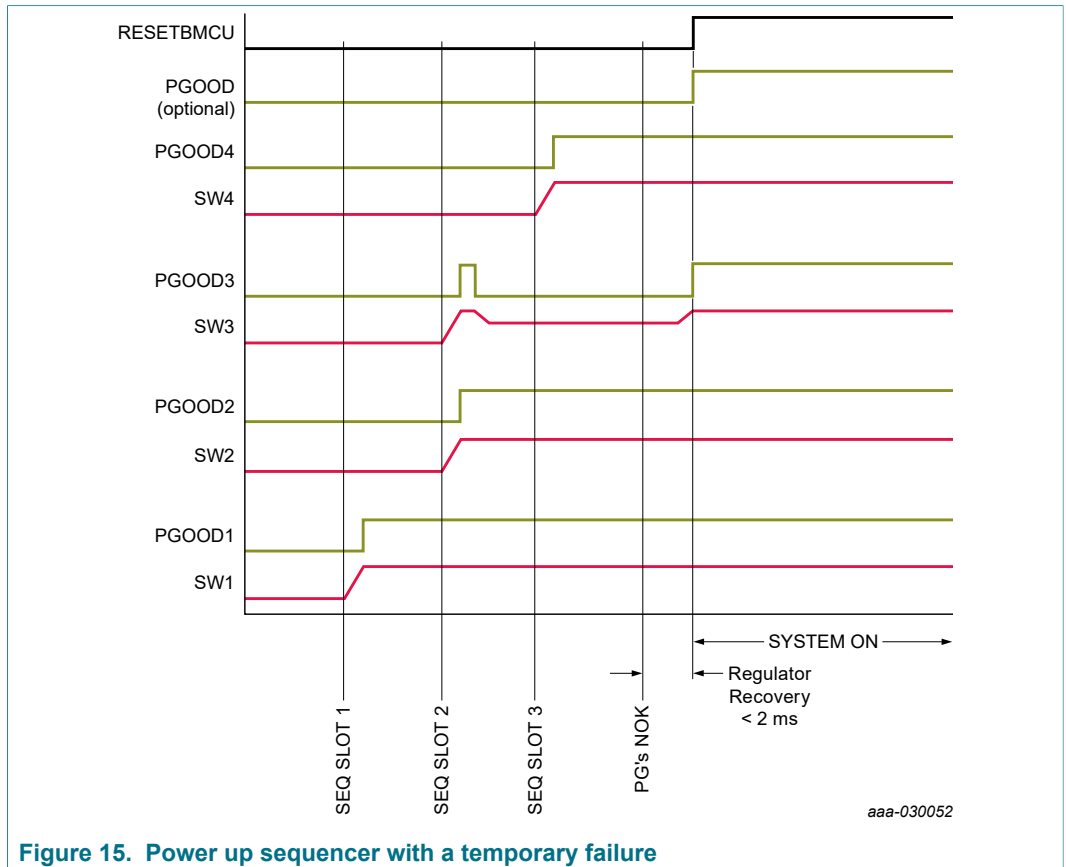 RESETBMCU
PGOOD
(optional)
PGOOD4
SW4
PGOOD3
SW3
PGOOD2
SW2
PGOOD1
SW1
SYSTEM ON
Regulator
Recovery
< 2 ms
SEQ SLOT 1
SEQ SLOT 2
SEQ SLOT 3
PG's NOK
aaa-030052
Figure 15. Power up sequencer with a temporary failure